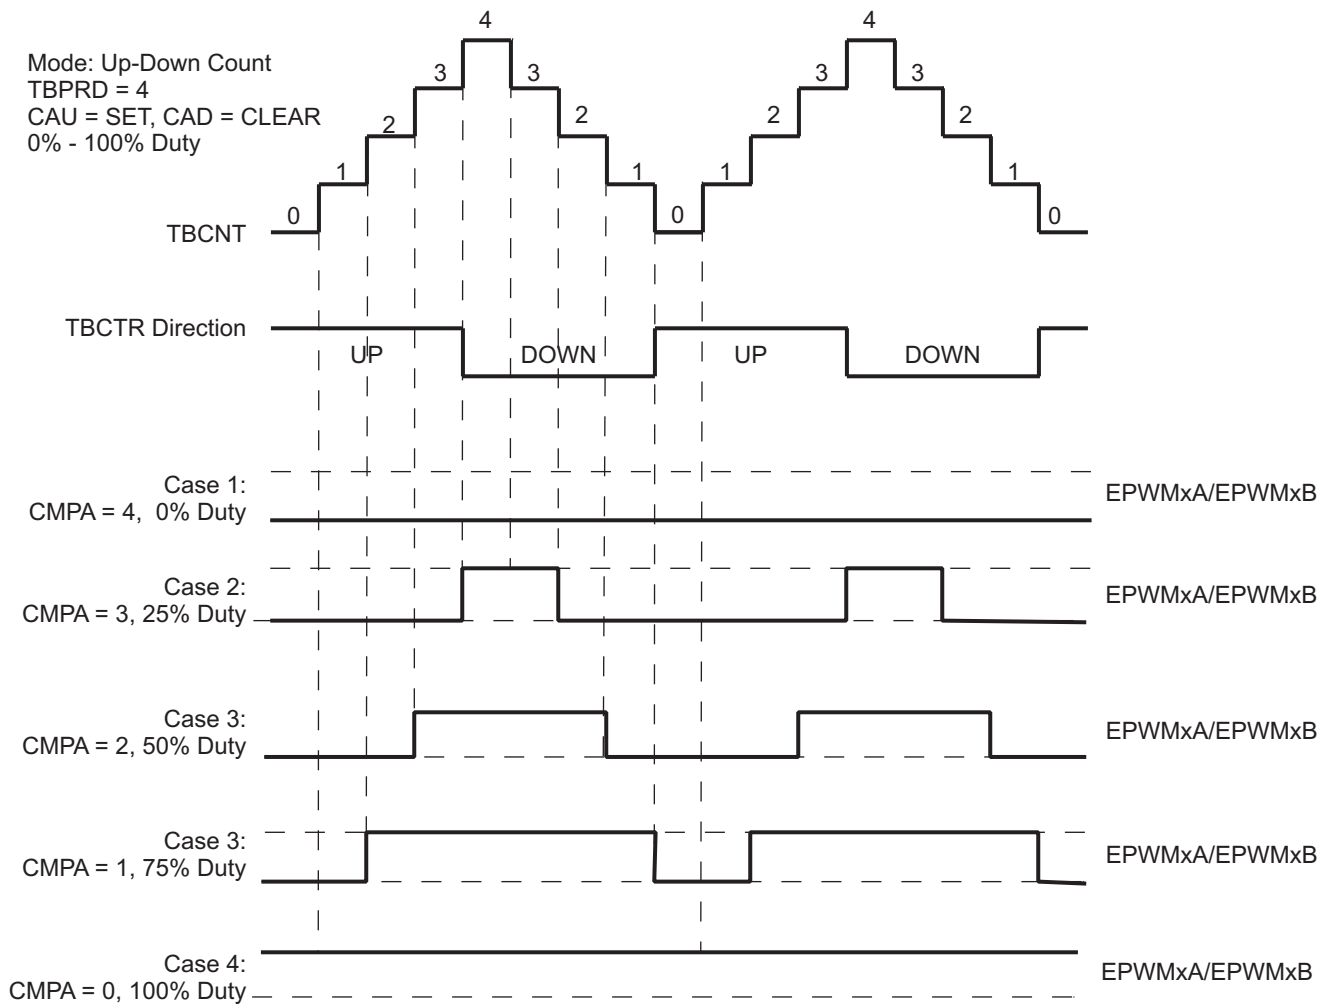 4
4
Mode: Up-Down Count
TBPRD = 4
CAU = SET, CAD = CLEAR
0% - 100% Duty
3
3
3
3
2
2
2
2
1
1
1
1
0
0
0
TBCNT
TBCTR Direction
UP
DOWN
UP
DOWN
Case 1:
CMPA = 4, 0% Duty
EPWMxA/EPWMxB
Case 2:
CMPA = 3, 25% Duty
EPWMxA/EPWMxB
Case 3:
CMPA = 2, 50% Duty
EPWMxA/EPWMxB
Case 3:
CMPA = 1, 75% Duty
EPWMxA/EPWMxB
Case 4:
CMPA = 0, 100% Duty
EPWMxA/EPWMxB